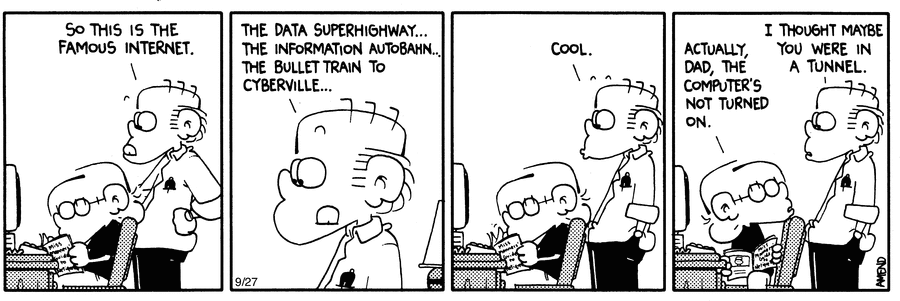 SO THIS IS THE
FAMOUS INTERNET.
THE DATA SUPERHIGHWAY...
THE INFORMATION AUTOBAHN...
THE BULLET TRAIN TO
CYBERVILLE...
9/27
COOL.
ACTUALLY,
DAD, THE
COMPUTER'S
NOT TURNED
ON.
I THOUGHT MAYBE
YOU WERE IN
A TUNNEL.
AMEND